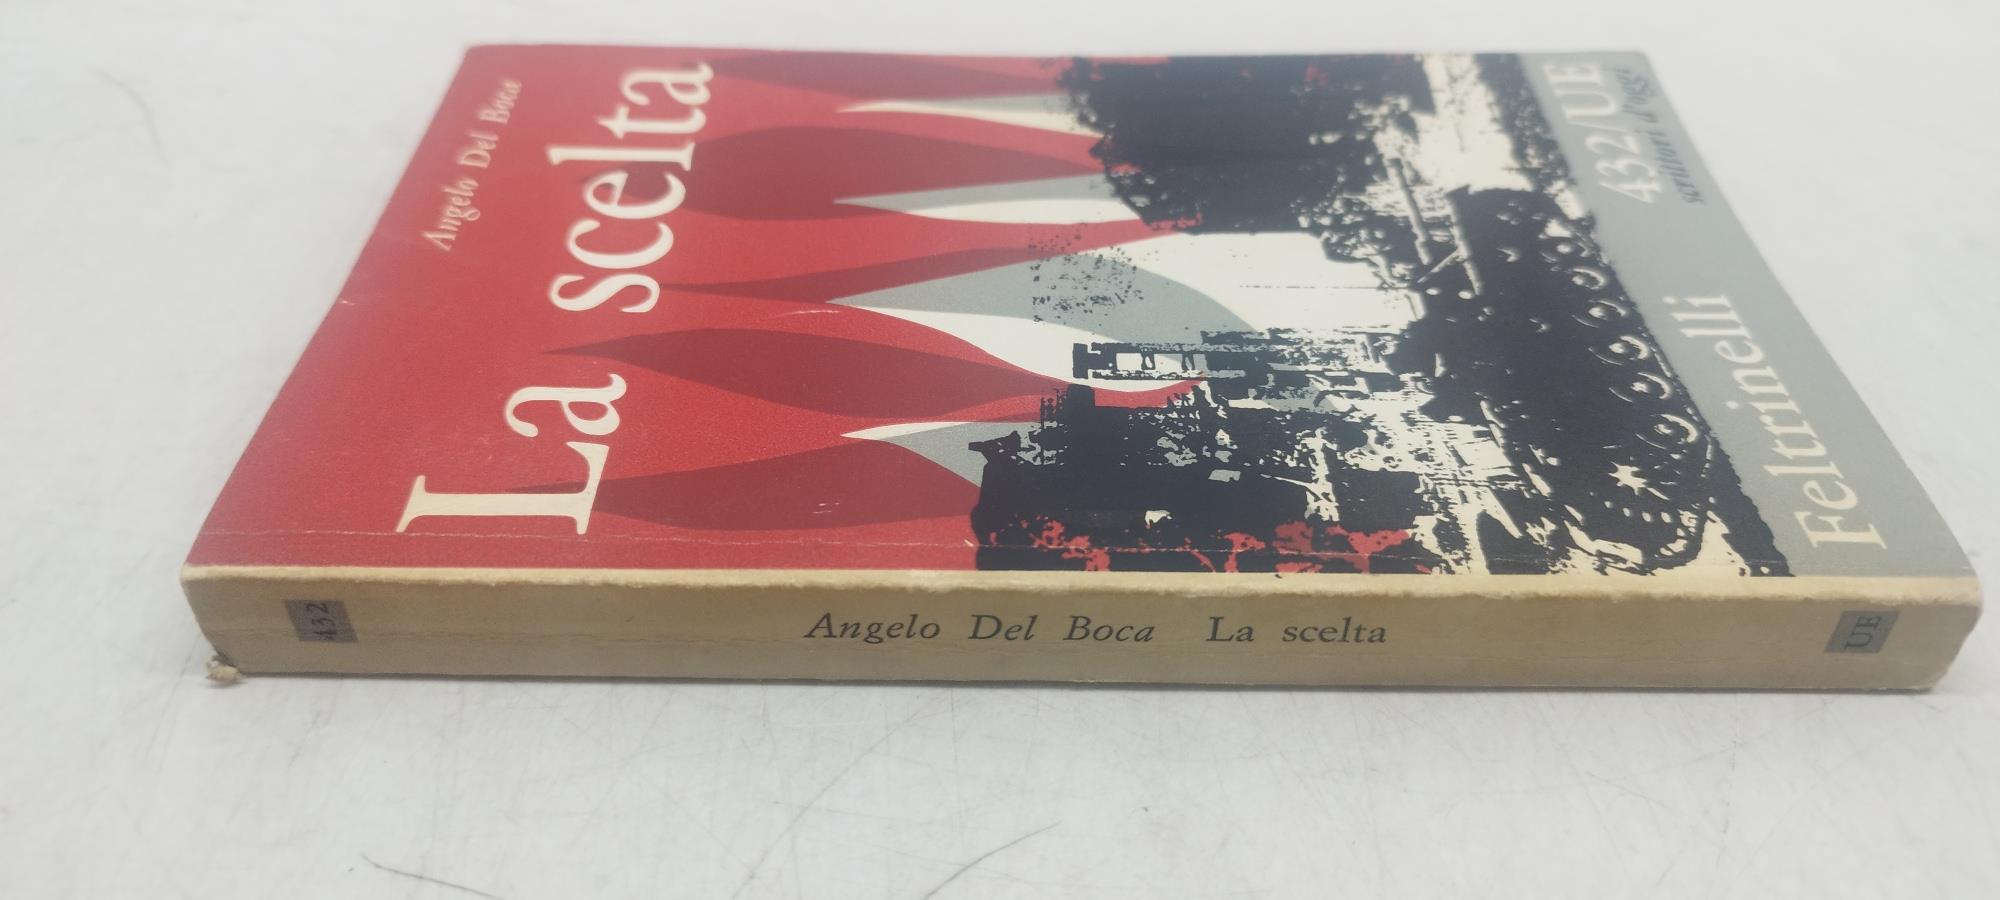 Angelo Del Boca
La scelta
432/UE
scrittori d'oggi
Feltrinelli
432
Angelo Del Boca La scelta
UE